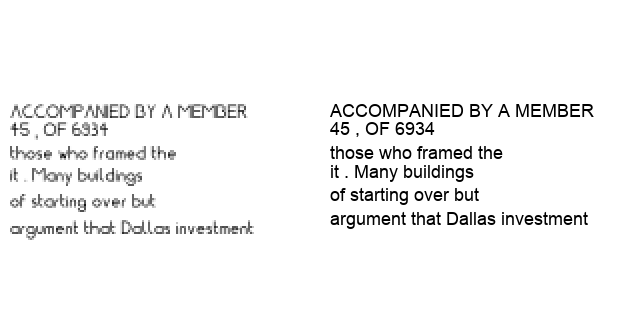 ACCOMPANIED BY A MEMBER
45 , OF 6934
those who framed the
it . Many buildings
of starting over but
argument that Dallas investment
ACCOMPANIED BY A MEMBER
45 , OF 6934
those who framed the
it . Many buildings
of starting over but
argument that Dallas investment